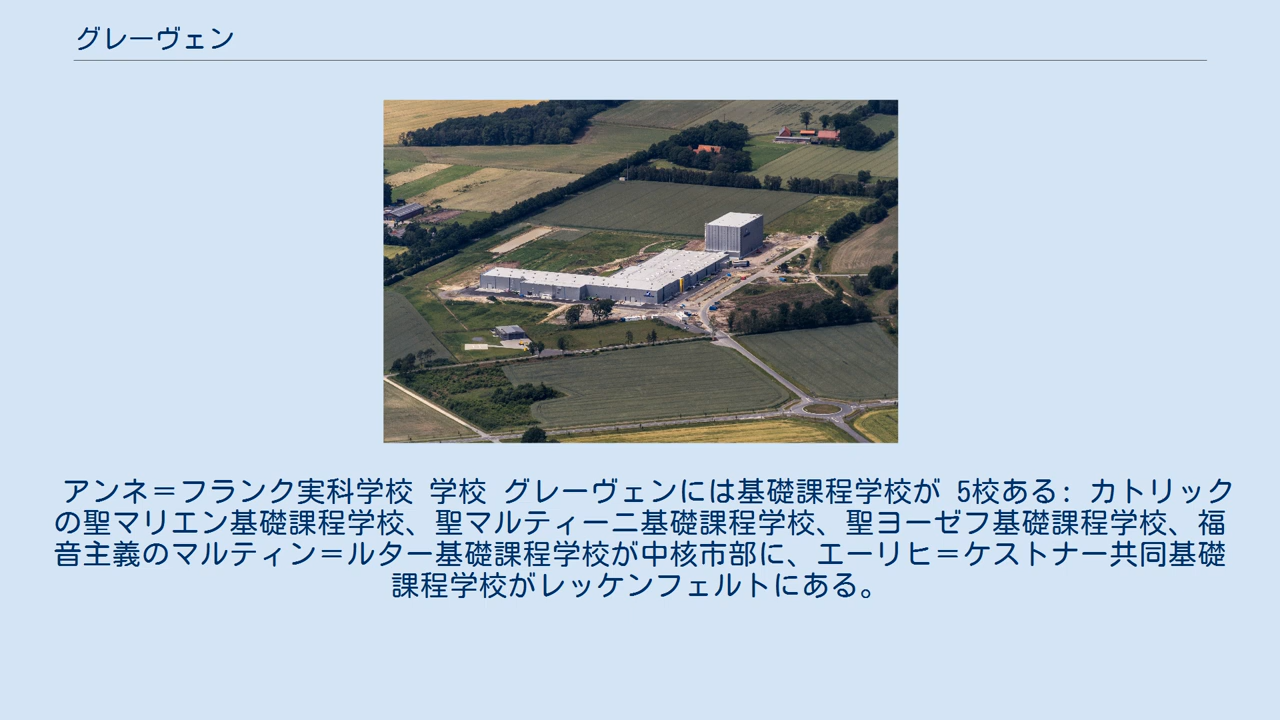 グレーヴェン
アンネ＝フランク実科学校 学校 グレーヴェンには基礎課程学校が 5校ある: カトリック
の聖マリエン基礎課程学校、聖マルティーニ基礎課程学校、聖ヨーゼフ基礎課程学校、福
音主義のマルティン＝ルター基礎課程学校が中核市部に、エーリヒ＝ケストナー共同基礎
課程学校がレッケンフェルトにある。